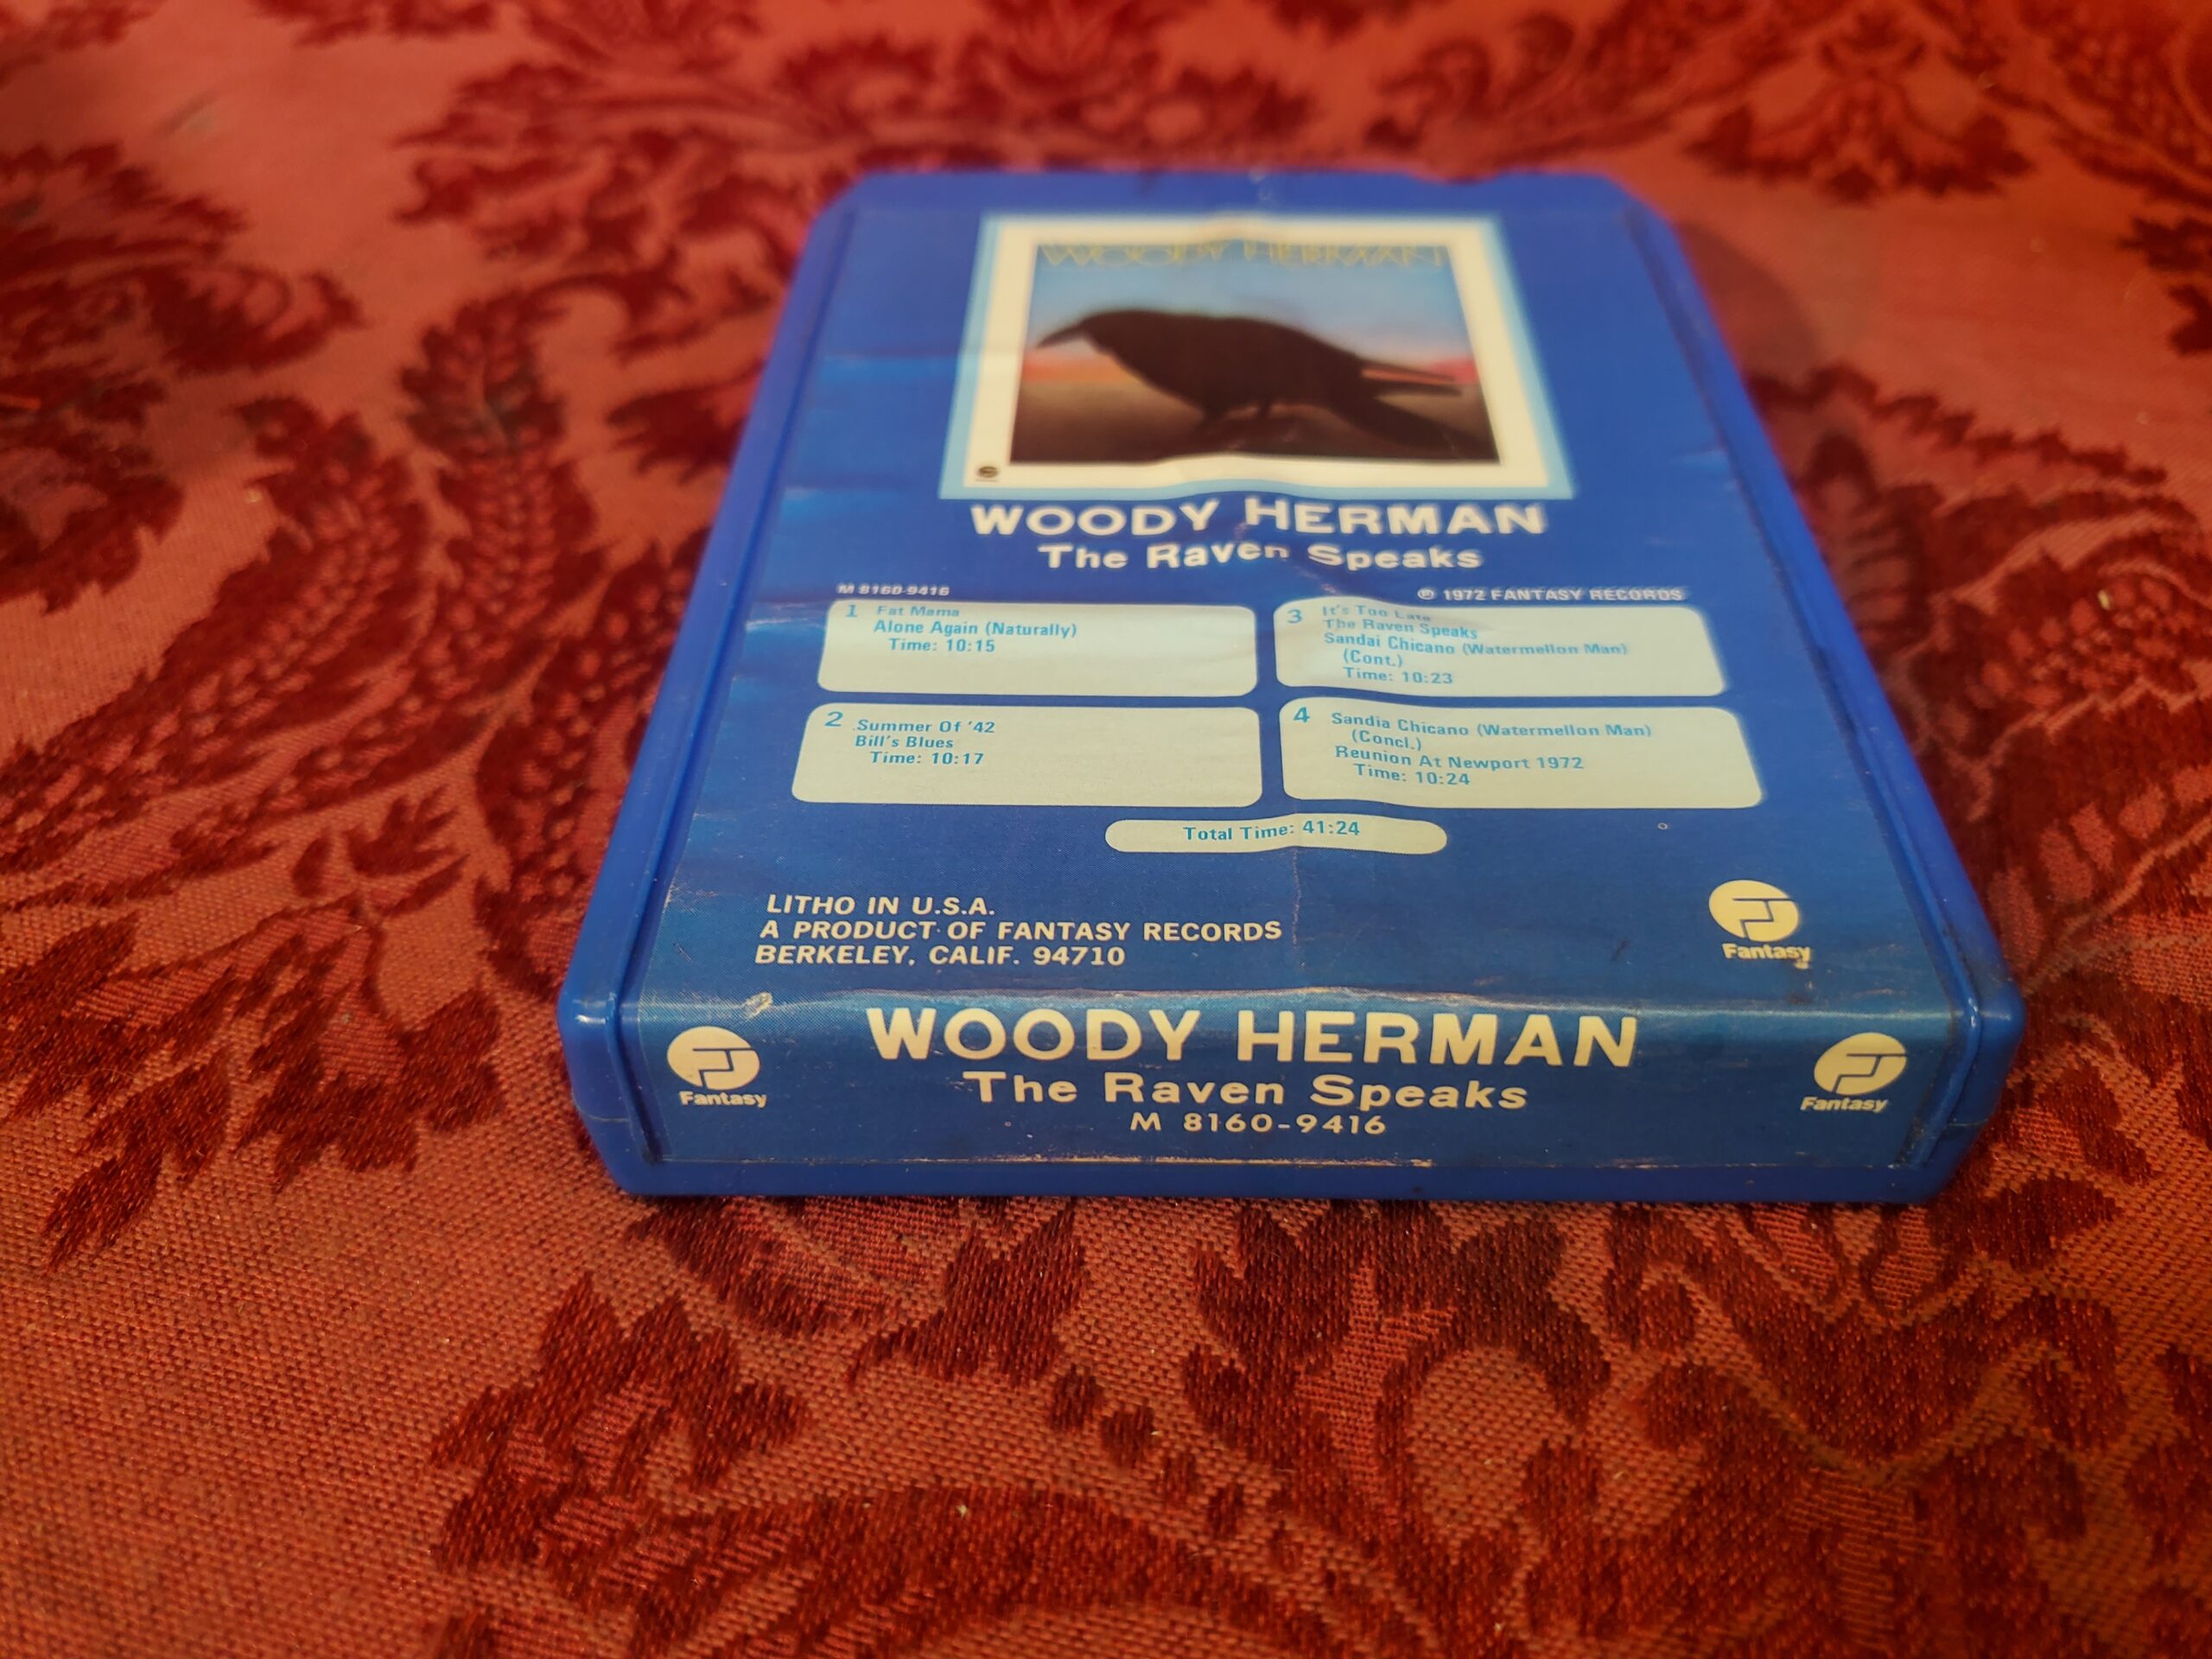 WOODY HERMAN
WOODY HERMAN
The Raven Speaks
M 8160-9416
℗ 1972 FANTASY RECORDS
1 Fat Mama
Alone Again (Naturally)
Time: 10:15
2 Summer Of '42
Bill's Blues
Time: 10:17
3 It's Too Late
The Raven Speaks
Sandai Chicano (Watermellon Man)
(Cont.)
Time: 10:23
4 Sandia Chicano (Watermellon Man)
(Concl.)
Reunion At Newport 1972
Time: 10:24
Total Time: 41:24
LITHO IN U.S.A.
A PRODUCT OF FANTASY RECORDS
BERKELEY, CALIF. 94710
Fantasy
WOODY HERMAN
The Raven Speaks
M 8160-9416
Fantasy
Fantasy